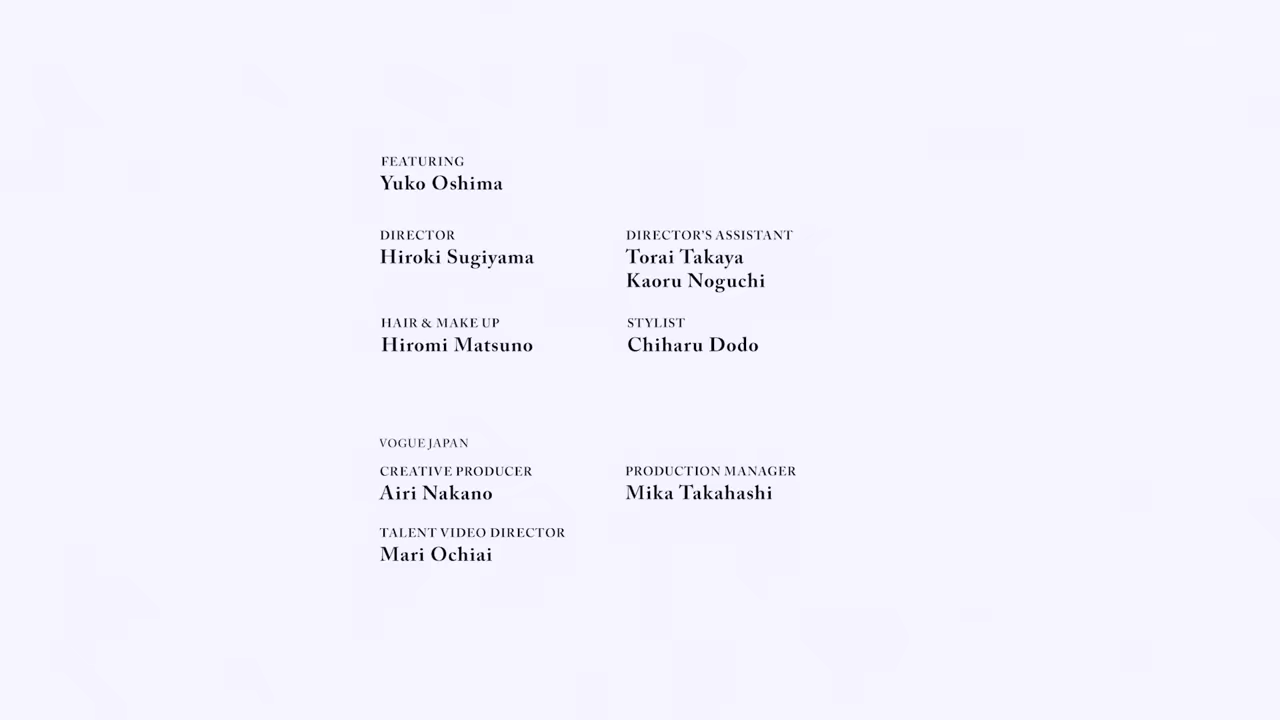 FEATURING
Yuko Oshima
DIRECTOR
Hiroki Sugiyama
DIRECTOR'S ASSISTANT
Torai Takaya
Kaoru Noguchi
HAIR & MAKE UP
Hiromi Matsuno
STYLIST
Chiharu Dodo
VOGUE JAPAN
CREATIVE PRODUCER
Airi Nakano
PRODUCTION MANAGER
Mika Takahashi
TALENT VIDEO DIRECTOR
Mari Ochiai